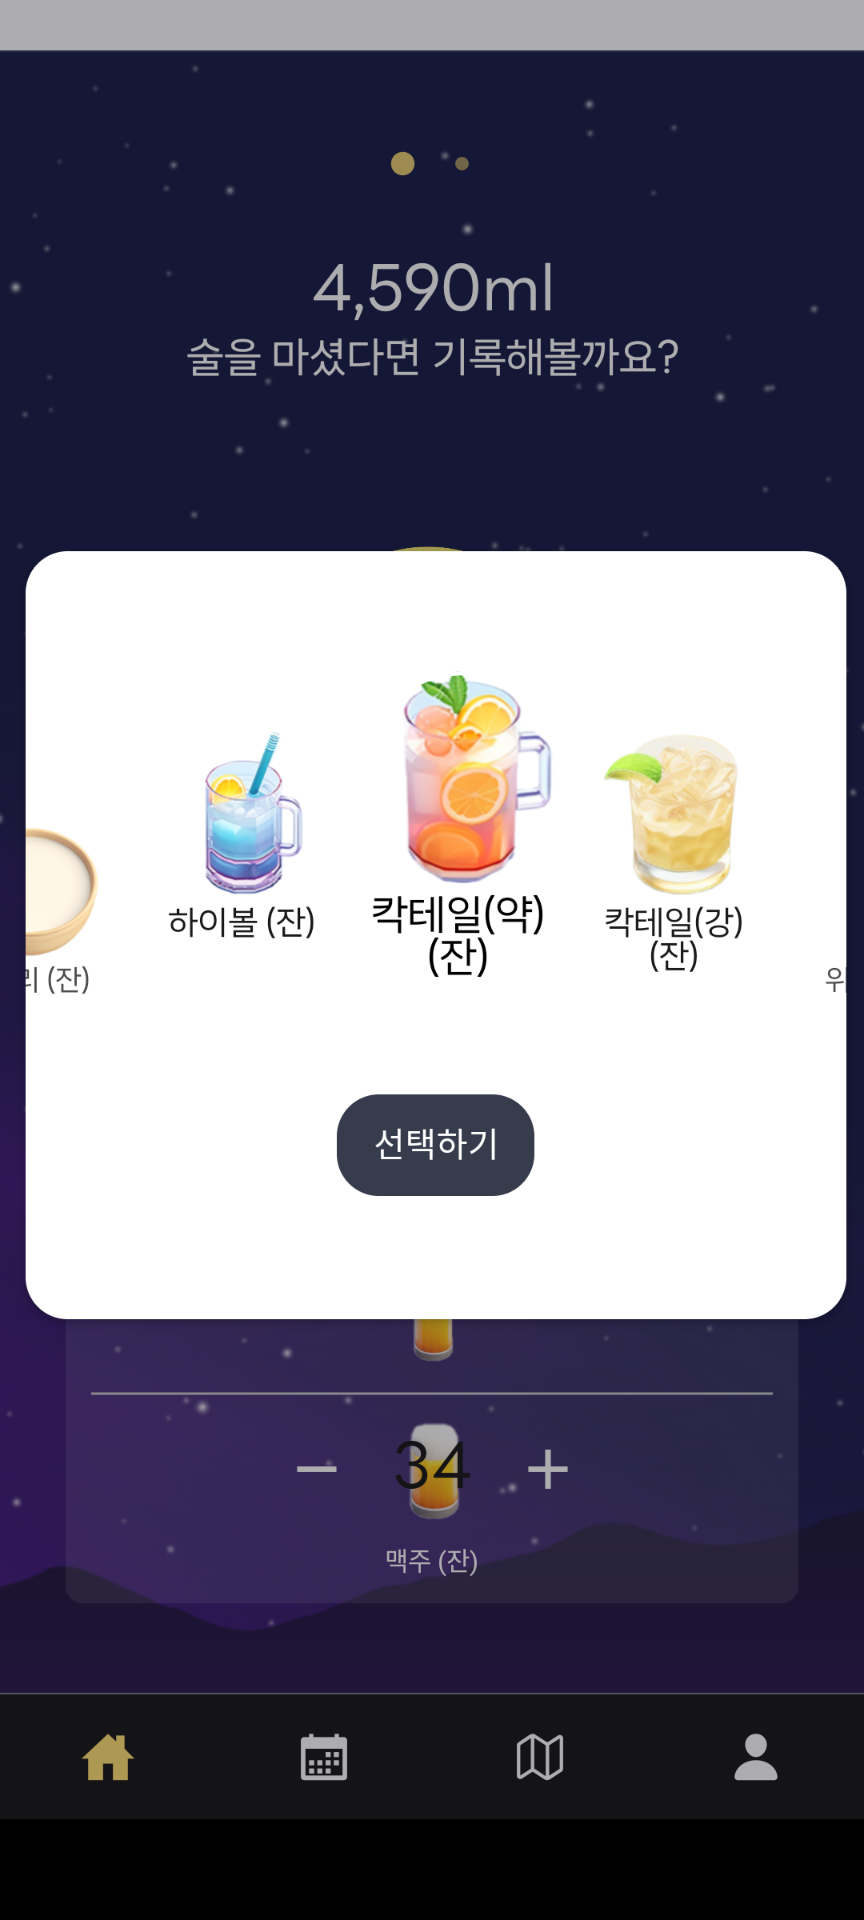 4,590ml
술을 마셨다면 기록해볼까요?
하이볼 (잔)
칵테일(약)
(잔)
칵테일(강)
(잔)
리 (잔)
위
선택하기
34
맥주 (잔)